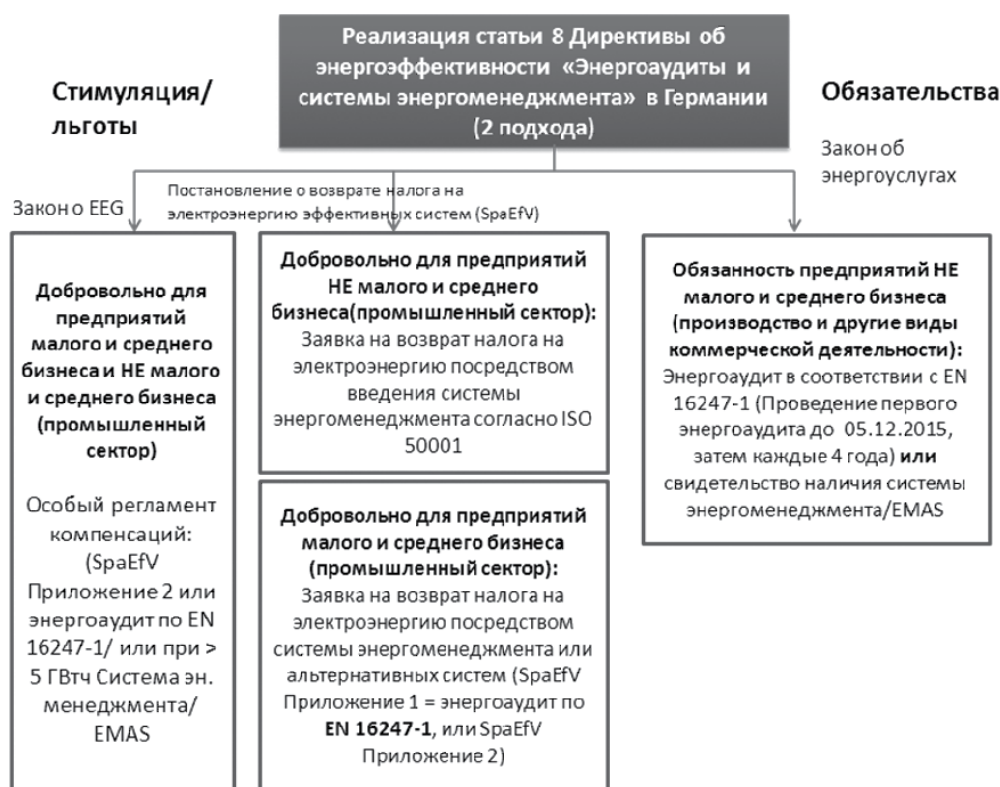 Реализация статьи 8 Директивы об
энергоэффективности «Энергоаудиты и
системы энергоменеджмента» в Германии
(2 подхода)
Стимуляция/
льготы
Обязательства
Закон об
энергоуслугах
Закон о EEG
Постановление о возврате налога на
электроэнергию эффективных систем (SpaEfV)
Добровольно для
предприятий
малого и среднего
бизнеса и НЕ малого
и среднего бизнеса
(промышленный
сектор)
Особый регламент
компенсаций:
(SpaEfV
Приложение 2 или
энергоаудит по EN
16247-1/ или при >
5 ГВтч Система эн.
менеджмента/
EMAS
Добровольно для предприятий
НЕ малого и среднего
бизнеса(промышленный сектор):
Заявка на возврат налога на
электроэнергию посредством
введения системы
энергоменеджмента согласно ISO
50001
Добровольно для предприятий
малого и среднего бизнеса
(промышленный сектор):
Заявка на возврат налога на
электроэнергию посредством
системы энергоменеджмента или
альтернативных систем (SpaEfV
Приложение 1 = энергоаудит по
EN 16247-1, или SpaEfV
Приложение 2)
Обязанность предприятий НЕ
малого и среднего бизнеса
(производство и другие виды
коммерческой деятельности):
Энергоаудит в соответствии с EN
16247-1 (Проведение первого
энергоаудита до 05.12.2015,
затем каждые 4 года) или
свидетельство наличия системы
энергоменеджмента/EMAS